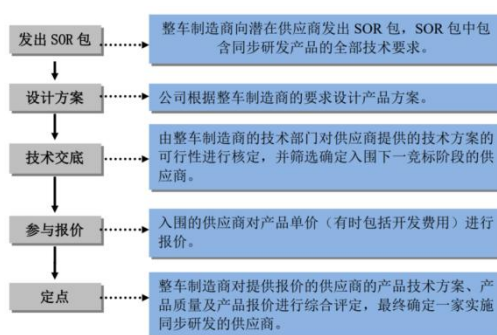 发出 SOR 包
整车制造商向潜在供应商发出 SOR 包，SOR 包中包
含同步研发产品的全部技术要求。
设计方案
公司根据整车制造商的要求设计产品方案。
技术交底
由整车制造商的技术部门对供应商提供的技术方案的
可行性进行核定，并筛选确定入围下一竞标阶段的供
应商。
参与报价
入围的供应商对产品单价（有时包括开发费用）进行
报价。
定点
整车制造商对提供报价的供应商的产品技术方案、产
品质量及产品报价进行综合评定，最终确定一家实施
同步研发的供应商。